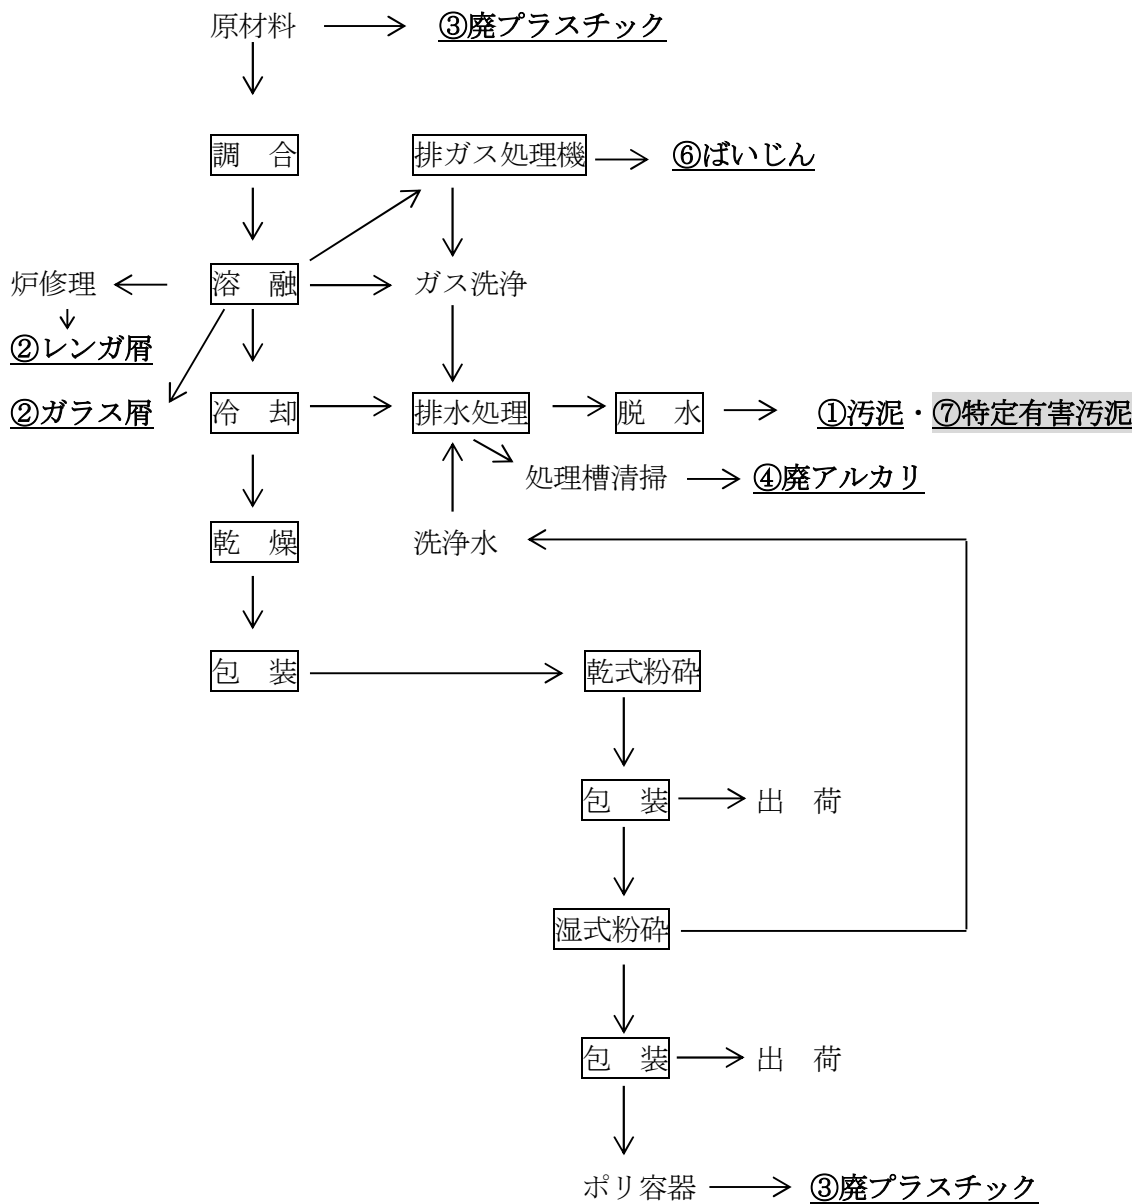 原材料 ③廃プラスチック
調　合 排ガス処理機 ⑥ばいじん
炉修理 溶　融 ガス洗浄
②レンガ屑
②ガラス屑 冷　却 排水処理 脱　水 ①汚泥・⑦特定有害汚泥
処理槽清掃 ④廃アルカリ
乾　燥 洗浄水
包　装 乾式粉砕
包　装 出　荷
湿式粉砕
包　装 出　荷
ポリ容器 ③廃プラスチック